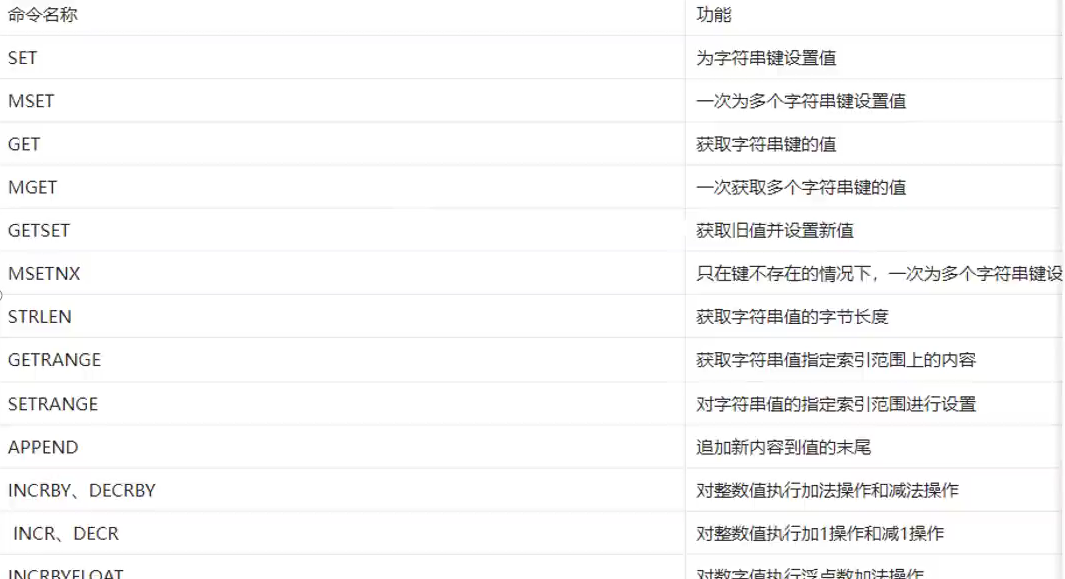 命令名称 功能
SET 为字符串键设置值
MSET 一次为多个字符串键设置值
GET 获取字符串键的值
MGET 一次获取多个字符串键的值
GETSET 获取旧值并设置新值
MSETNX 只在键不存在的情况下，一次为多个字符串键设
STRLEN 获取字符串值的字节长度
GETRANGE 获取字符串值指定索引范围上的内容
SETRANGE 对字符串值的指定索引范围进行设置
APPEND 追加新内容到值的末尾
INCRBY、DECRBY 对整数值执行加法操作和减法操作
INCR、DECR 对整数值执行加1操作和减1操作
INCRBYFLOAT 对数字值执行浮点数加法操作